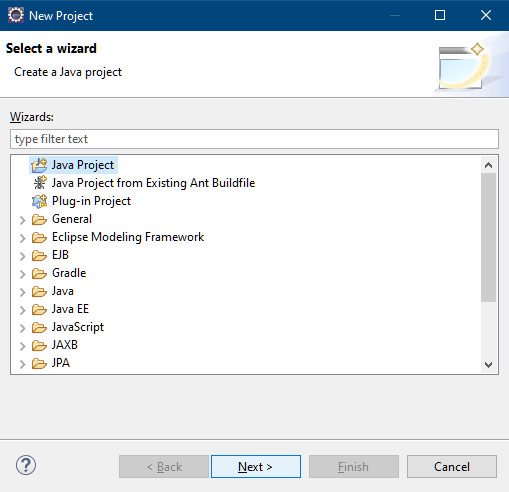 New Project
Select a wizard
Create a Java project
Wizards:
type filter text
Java Project
Java Project from Existing Ant Buildfile
Plug-in Project
General
Eclipse Modeling Framework
EJB
Gradle
Java
Java EE
JavaScript
JAXB
JPA
?
< Back
Next >
Finish
Cancel